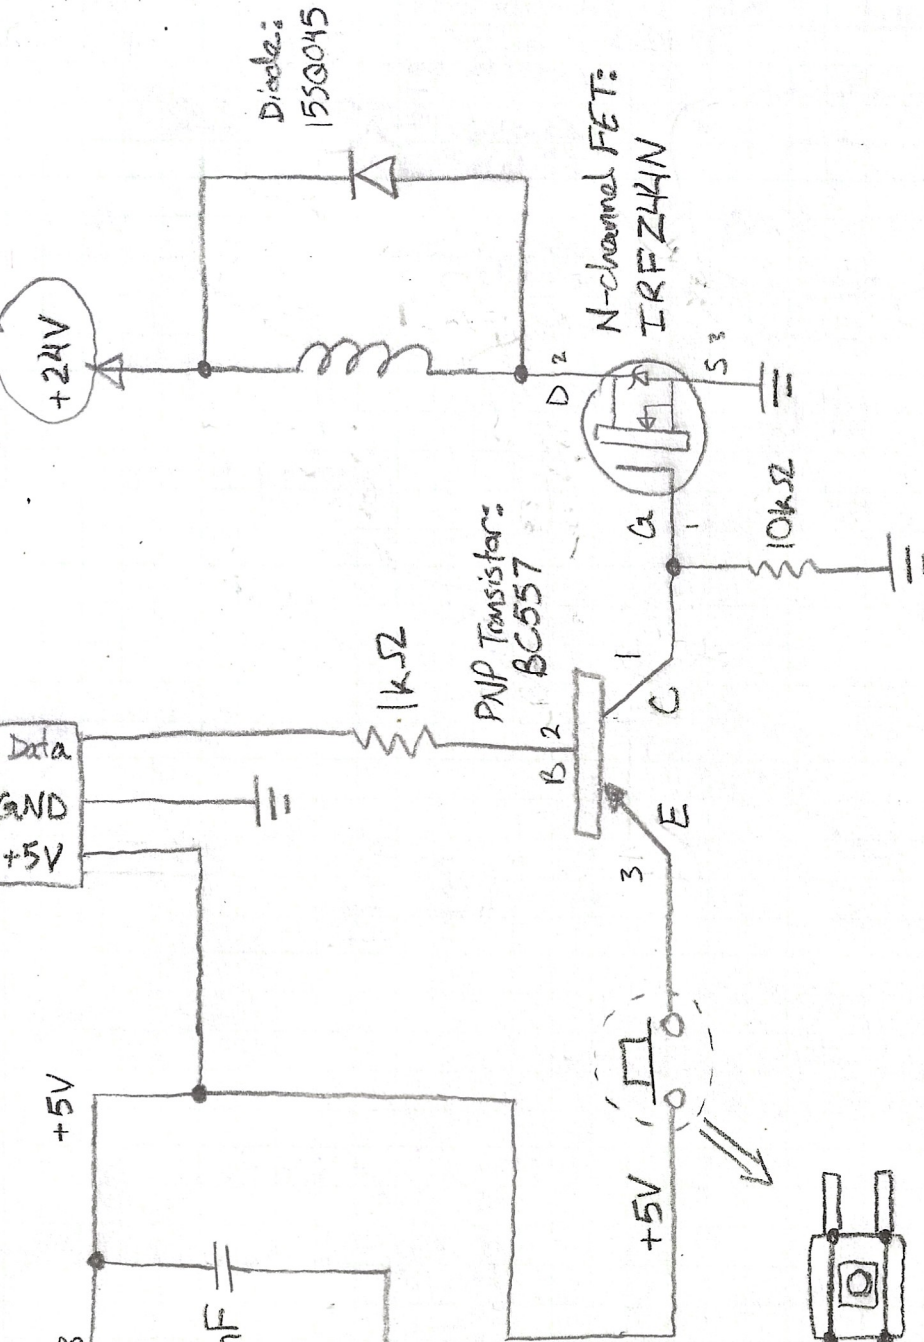 +24V
Diode:
15SQ045
N-channel FET:
IRFZ44N
D 2
S 3
G
1
10kΩ
Data
GND
+5V
1kΩ
PNP Transistor:
BC557
B 2
1
C
3
E
+5V
+5V
nF